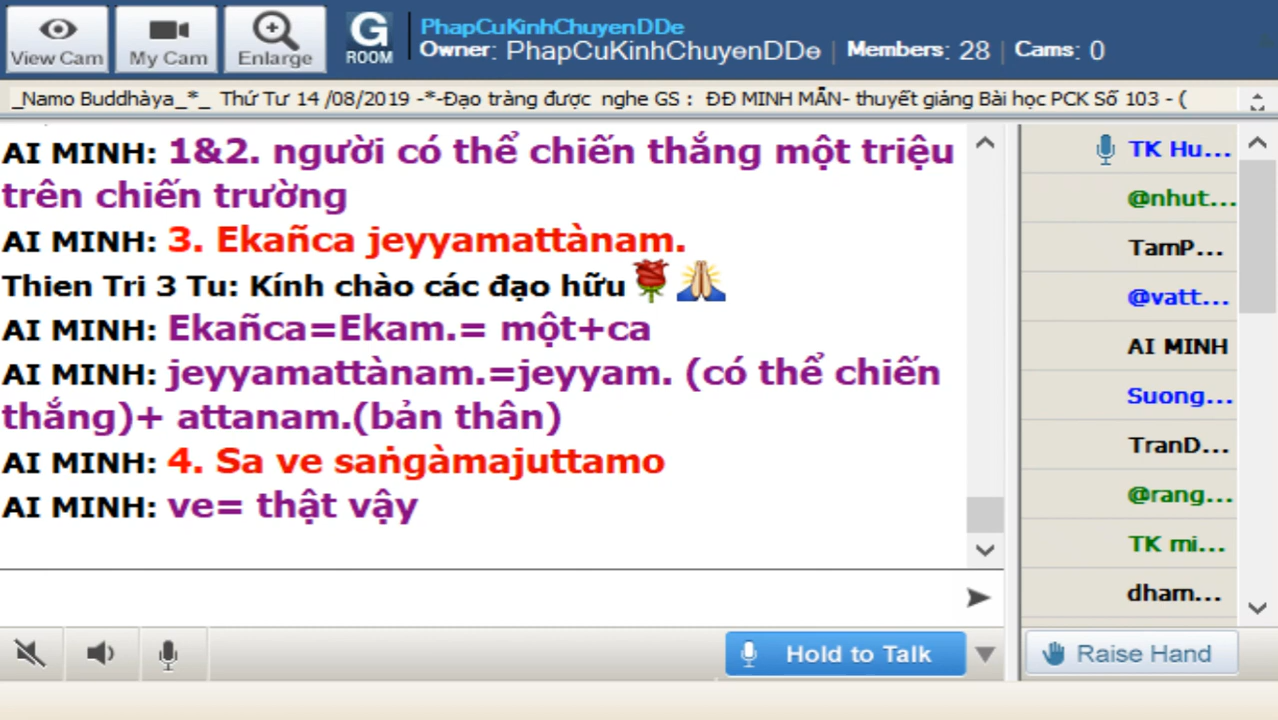 View Cam
My Cam
Enlarge
G
ROOM
PhapCuKinhChuyenDDe
Owner: PhapCuKinhChuyenDDe | Members: 28 | Cams: 0
_Namo Buddhàya_*_ Thứ Tư 14 /08/2019 -*-Đạo tràng được nghe GS : ĐĐ MINH MẪN- thuyết giảng Bài học PCK Số 103 - (
AI MINH: 1&2. người có thể chiến thắng một triệu
trên chiến trường
AI MINH: 3. Ekañca jeyyamattànam.
Thien Tri 3 Tu: Kính chào các đạo hữu
AI MINH: Ekañca=Ekam.= một+ca
AI MINH: jeyyamattànam.=jeyyam. (có thể chiến
thắng)+ attanam.(bản thân)
AI MINH: 4. Sa ve saṅgàmajuttamo
AI MINH: ve= thật vậy
TK Hu...
@nhut...
TamP...
@vatt...
AI MINH
Suong...
TranD...
@rang...
TK mi...
dham...
Hold to Talk
Raise Hand